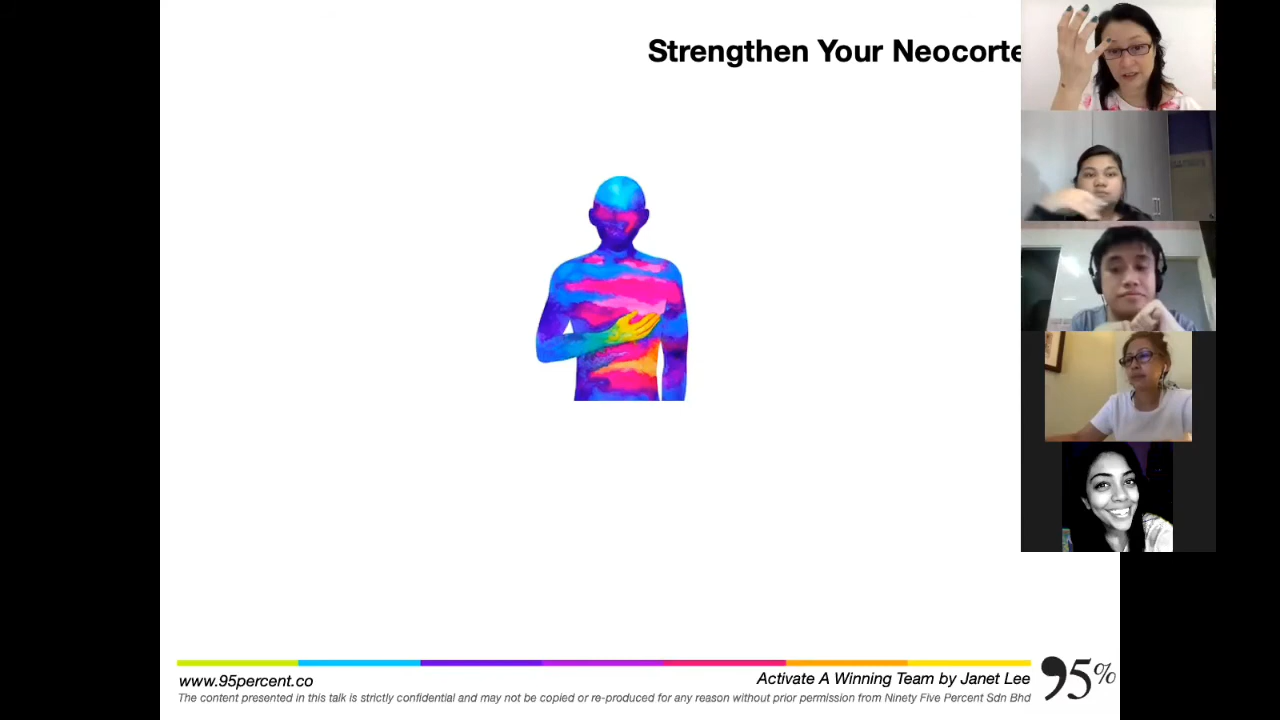 Strengthen Your Neocorte
www.95percent.co
Activate A Winning Team by Janet Lee
The content presented in this talk is strictly confidential and may not be copied or re-produced for any reason without prior permission from Ninety Five Percent Sdn Bhd
95%